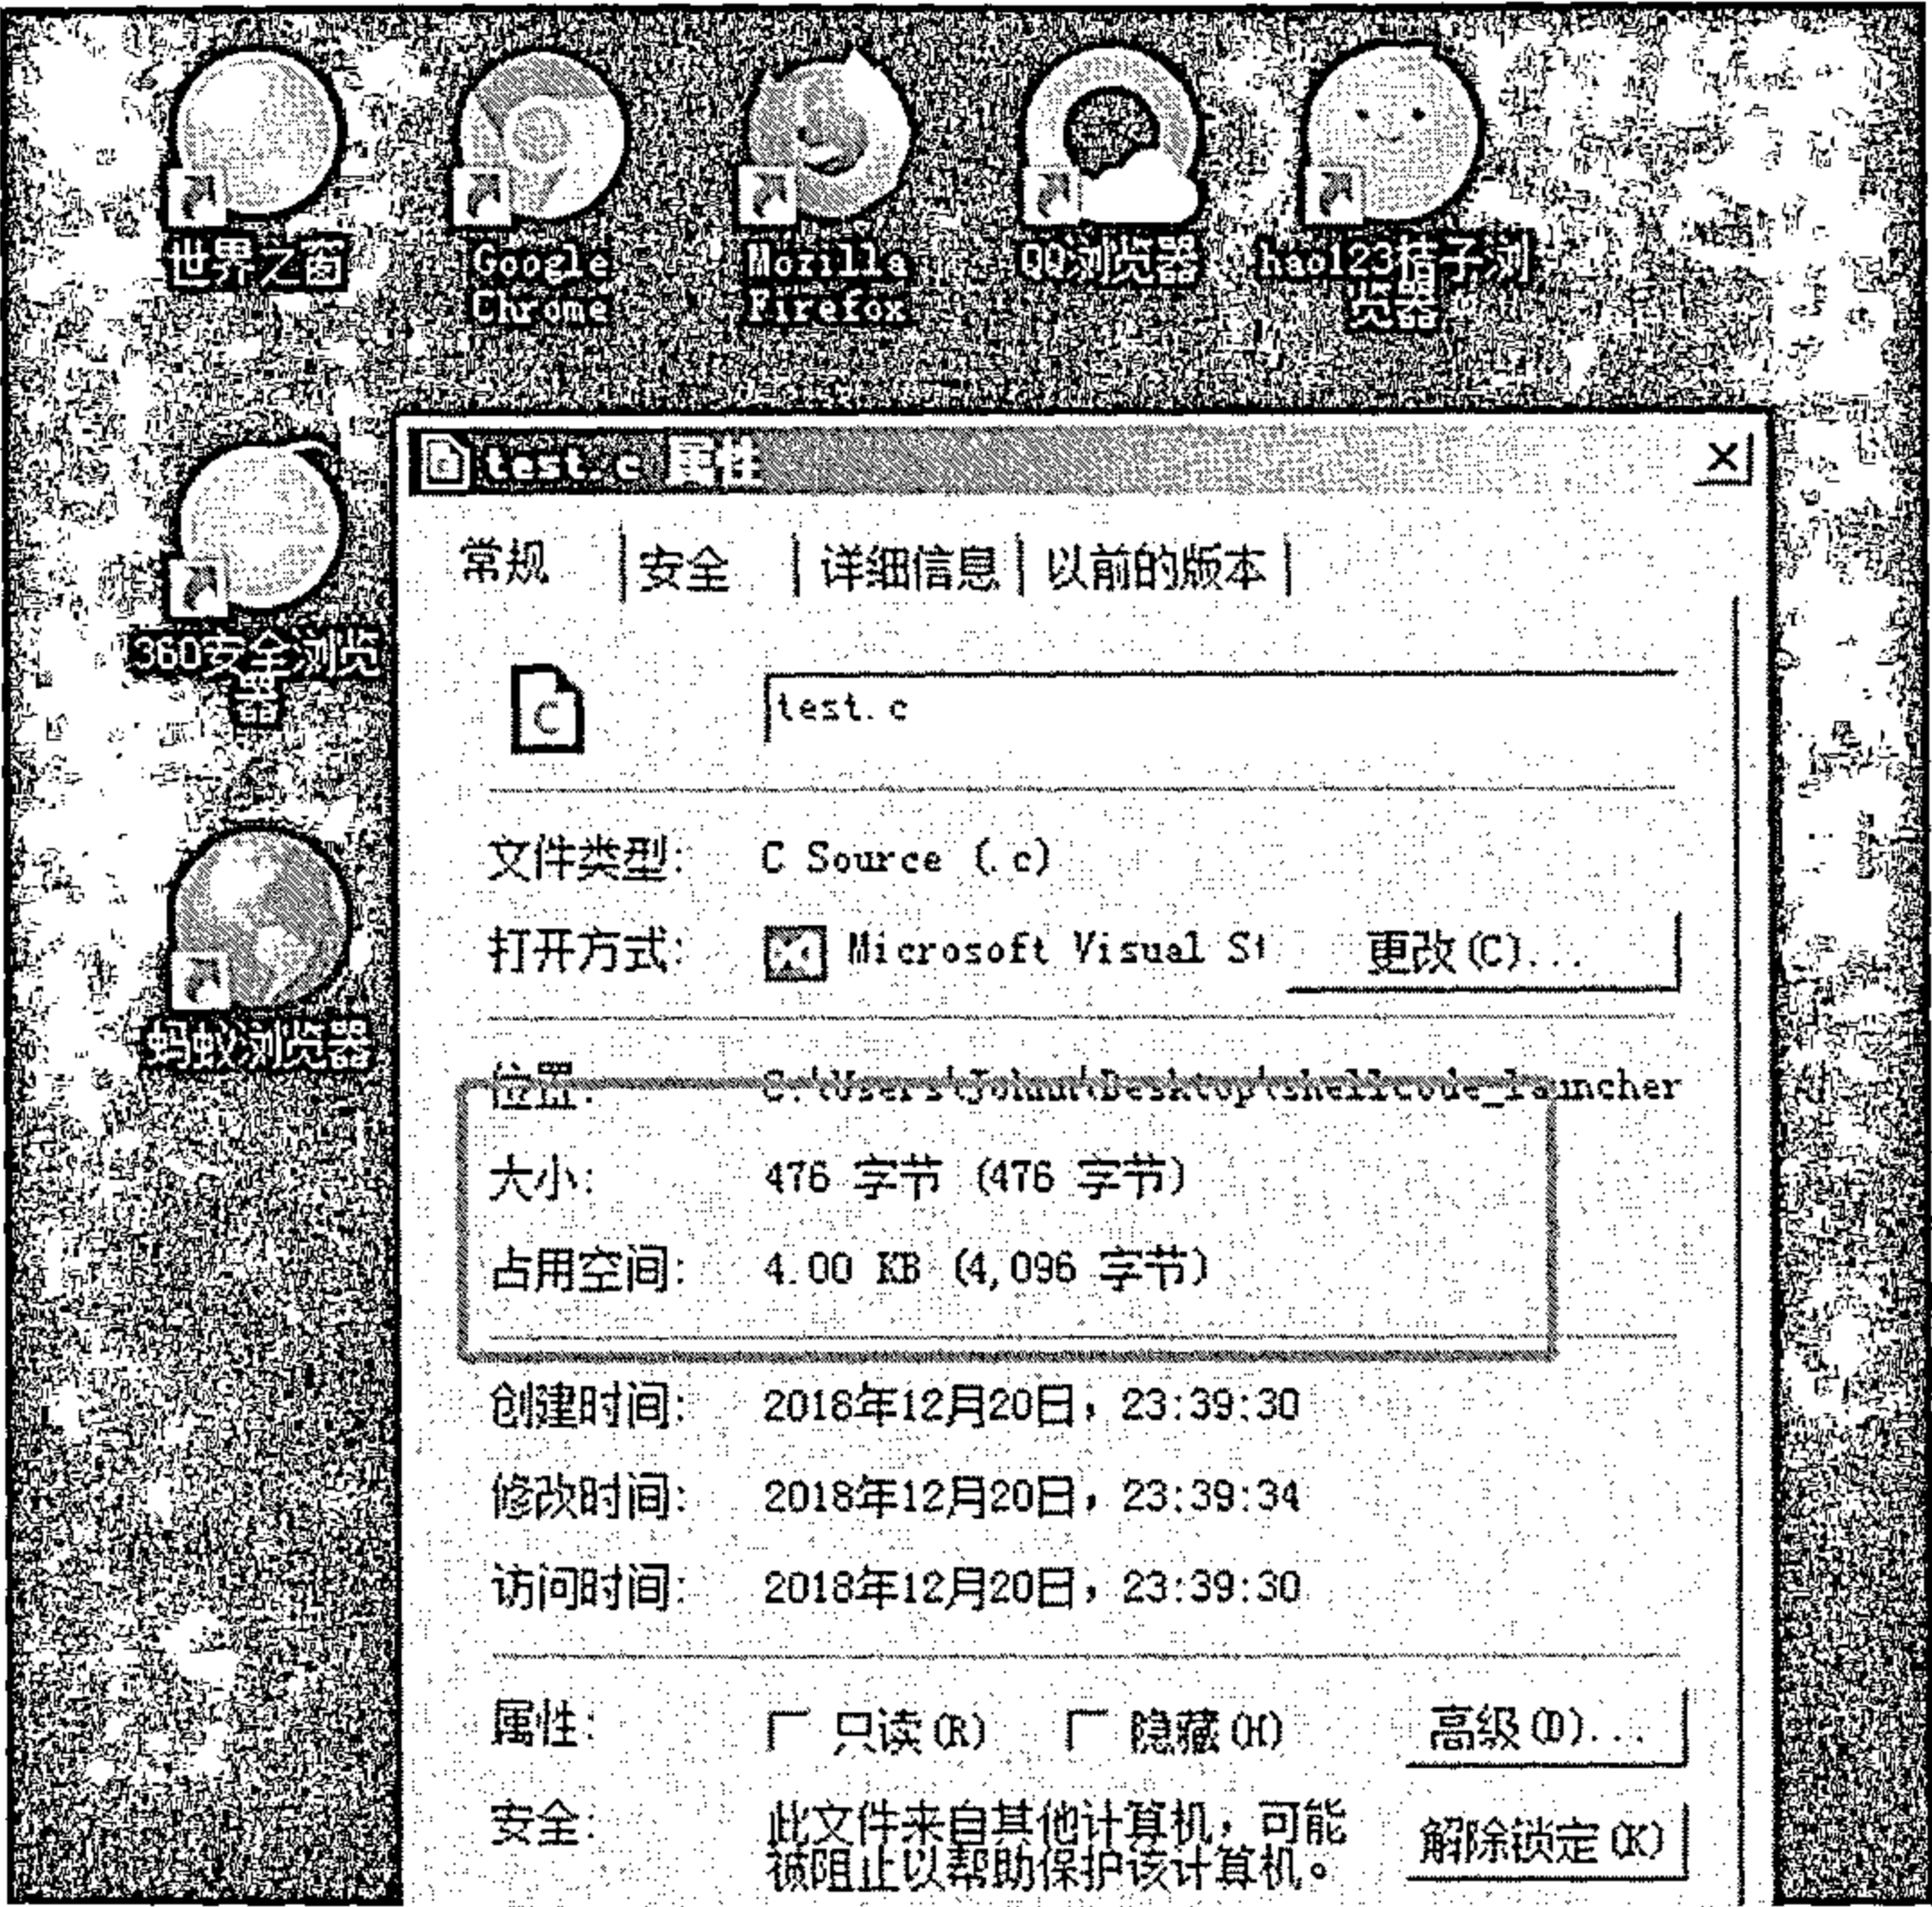 世界之窗
Google
Chrome
Mozilla
Firefox
QQ浏览器
hao123桔子浏
览器
360安全浏览
器
蚂蚁浏览器
test.c 属性
常规
安全
详细信息
以前的版本
test.c
文件类型: C Source (.c)
打开方式: Microsoft Visual St 更改(C)...
位置: C:\Users\John\Desktop\shellcode_launcher
大小: 476 字节 (476 字节)
占用空间: 4.00 KB (4,096 字节)
创建时间: 2018年12月20日，23:39:30
修改时间: 2018年12月20日，23:39:34
访问时间: 2018年12月20日，23:39:30
属性: 只读(R) 隐藏(H) 高级(D)...
安全: 此文件来自其他计算机，可能
被阻止以帮助保护该计算机。
解除锁定(K)